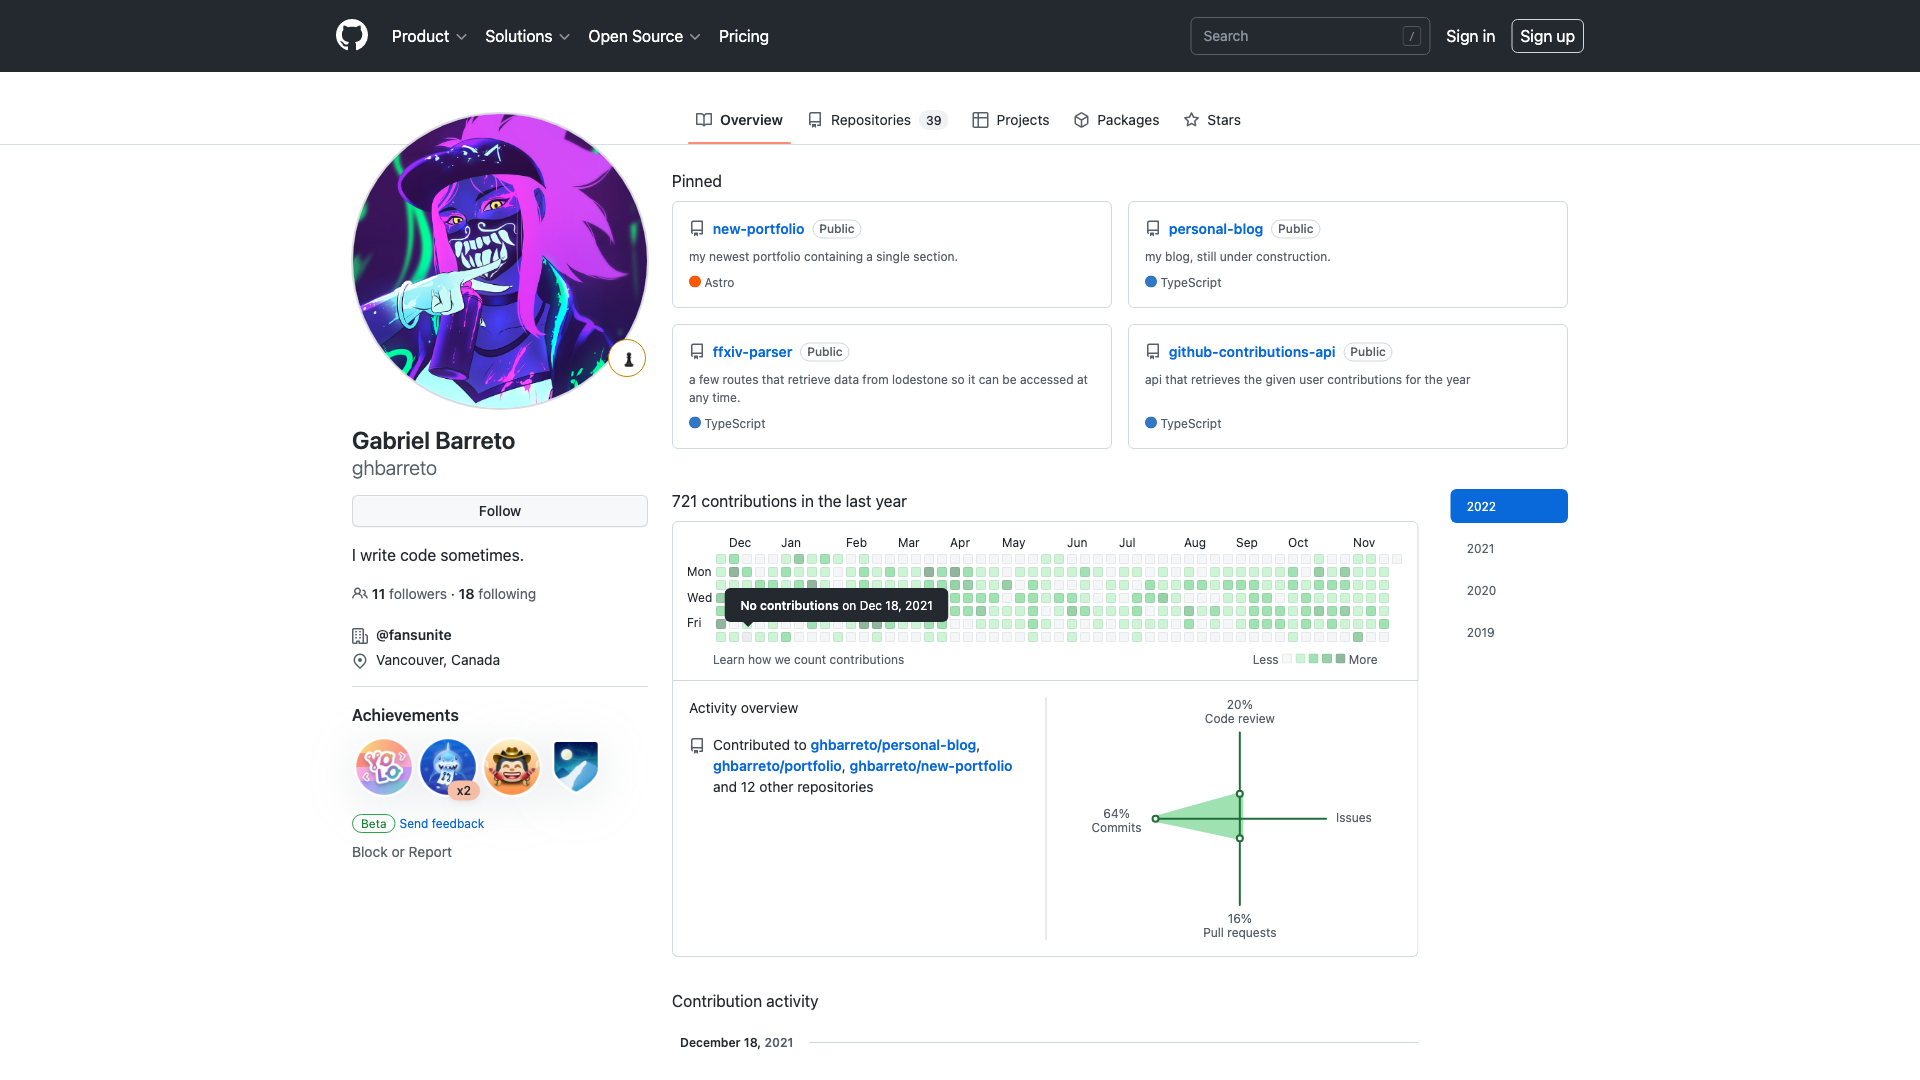 Product Solutions Open Source Pricing Search / Sign in Sign up
Overview Repositories 39 Projects Packages Stars
Gabriel Barreto
ghbarreto
Follow
I write code sometimes.
11 followers · 18 following
@fansunite
Vancouver, Canada
Achievements
YOLO
x2
Beta Send feedback
Block or Report
Pinned
new-portfolio Public
my newest portfolio containing a single section.
Astro
personal-blog Public
my blog, still under construction.
TypeScript
ffxiv-parser Public
a few routes that retrieve data from lodestone so it can be accessed at
any time.
TypeScript
github-contributions-api Public
api that retrieves the given user contributions for the year
TypeScript
721 contributions in the last year
Dec Jan Feb Mar Apr May Jun Jul Aug Sep Oct Nov
Mon
Wed
Fri
No contributions on Dec 18, 2021
Learn how we count contributions
Less More
2022
2021
2020
2019
Activity overview
Contributed to ghbarreto/personal-blog,
ghbarreto/portfolio, ghbarreto/new-portfolio
and 12 other repositories
20%
Code review
64%
Commits
Issues
16%
Pull requests
Contribution activity
December 18, 2021